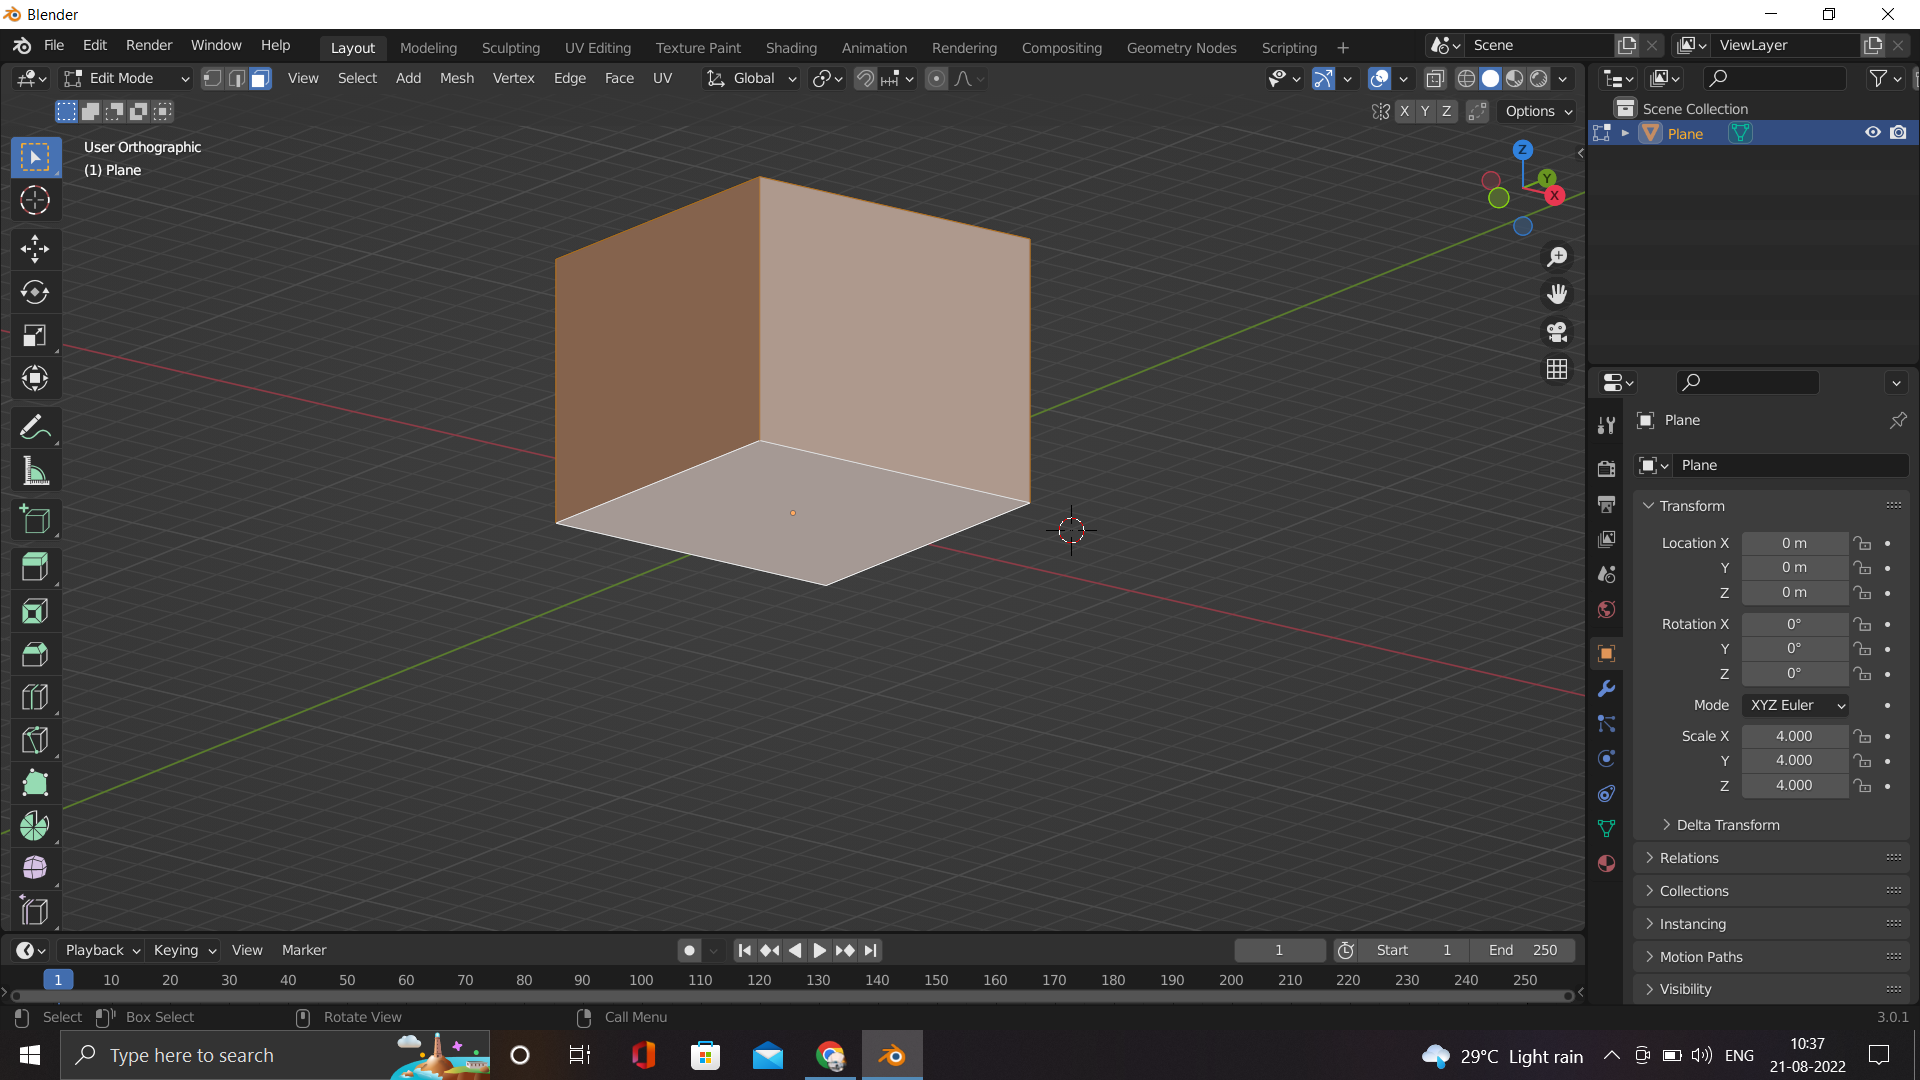 Blender
File Edit Render Window Help Layout Modeling Sculpting UV Editing Texture Paint Shading Animation Rendering Compositing Geometry Nodes Scripting + Scene ViewLayer
Edit Mode View Select Add Mesh Vertex Edge Face UV Global
X Y Z Options
User Orthographic
(1) Plane
Z
Y
X
Scene Collection
Plane
Plane
Plane
Transform
Location X 0 m
Y 0 m
Z 0 m
Rotation X 0°
Y 0°
Z 0°
Mode XYZ Euler
Scale X 4.000
Y 4.000
Z 4.000
Delta Transform
Relations
Collections
Instancing
Motion Paths
Visibility
Playback Keying View Marker 1 Start 1 End 250
1 10 20 30 40 50 60 70 80 90 100 110 120 130 140 150 160 170 180 190 200 210 220 230 240 250
Select Box Select Rotate View Call Menu 3.0.1
Type here to search 29°C Light rain ENG
10:37
21-08-2022